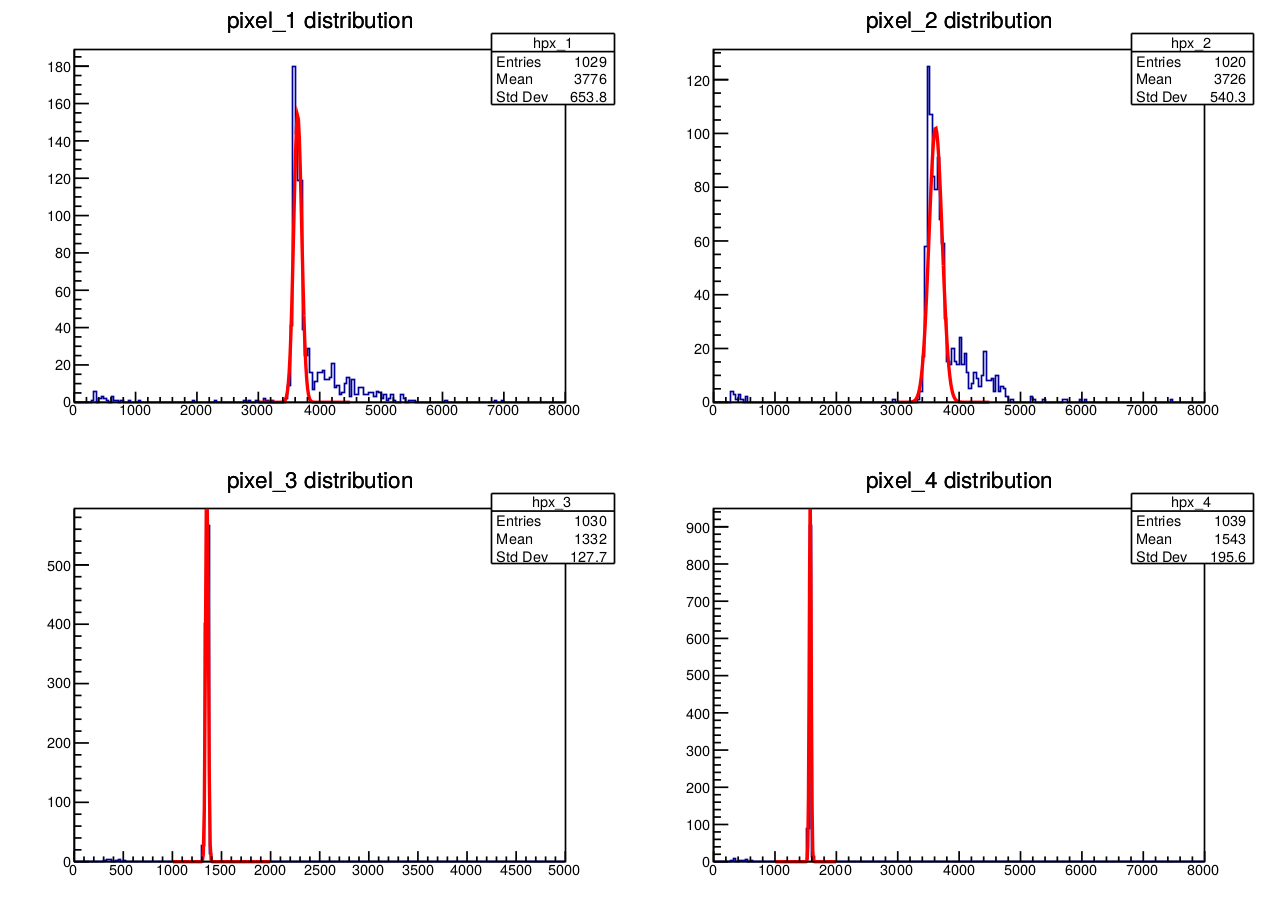 pixel_1 distribution
hpx_1
Entries 1029
Mean 3776
Std Dev 653.8
180
160
140
120
100
80
60
40
20
0
0 1000 2000 3000 4000 5000 6000 7000 8000
pixel_2 distribution
hpx_2
Entries 1020
Mean 3726
Std Dev 540.3
120
100
80
60
40
20
0
0 1000 2000 3000 4000 5000 6000 7000 8000
pixel_3 distribution
hpx_3
Entries 1030
Mean 1332
Std Dev 127.7
500
400
300
200
100
0
0 500 1000 1500 2000 2500 3000 3500 4000 4500 5000
pixel_4 distribution
hpx_4
Entries 1039
Mean 1543
Std Dev 195.6
900
800
700
600
500
400
300
200
100
0
0 1000 2000 3000 4000 5000 6000 7000 8000